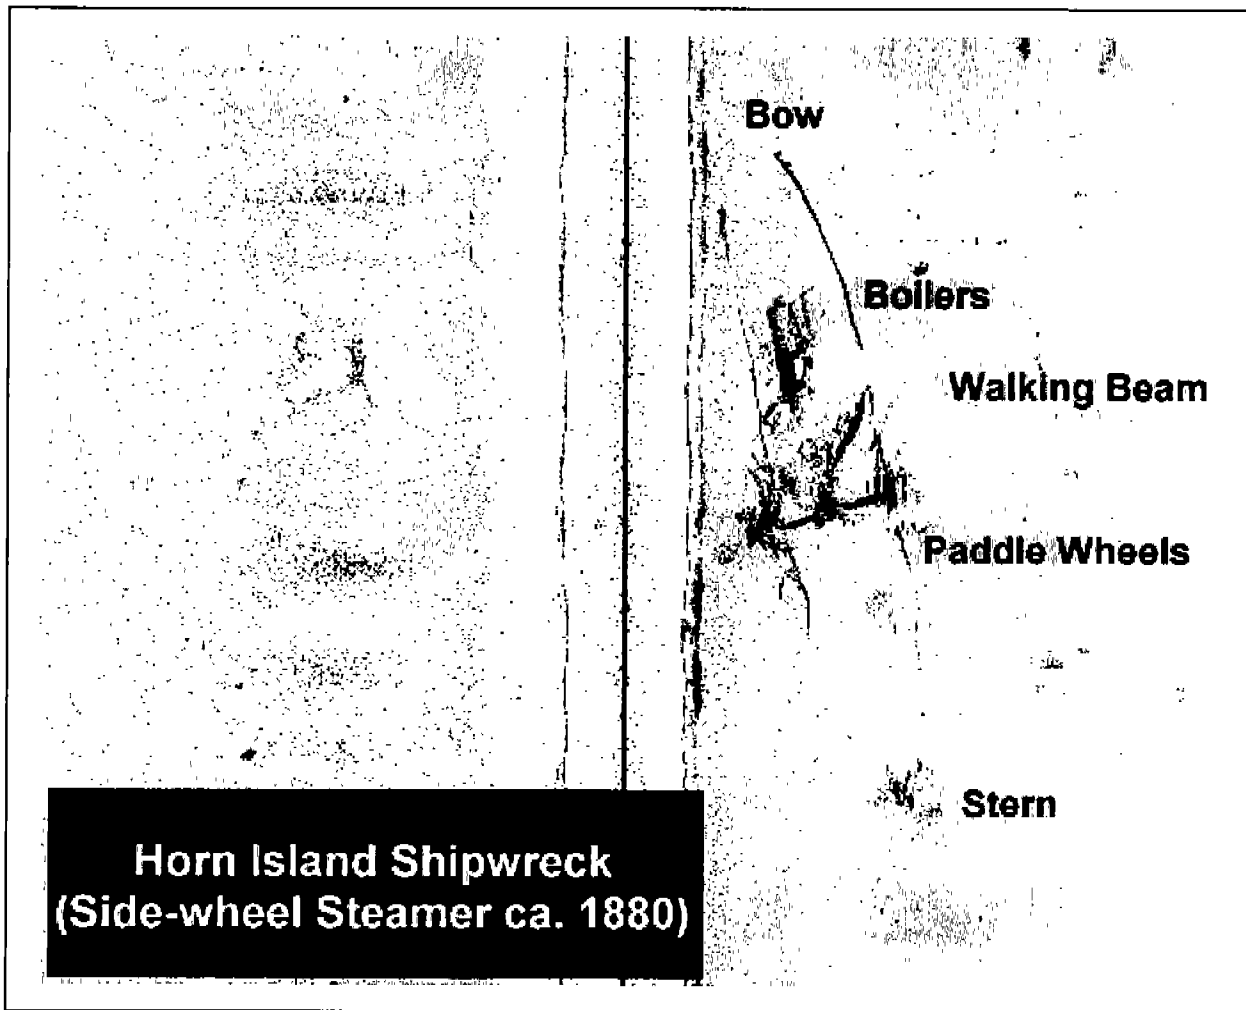 Bow
Boilers
Walking Beam
Paddle Wheels
Stern
Horn Island Shipwreck
(Side-wheel Steamer ca. 1880)